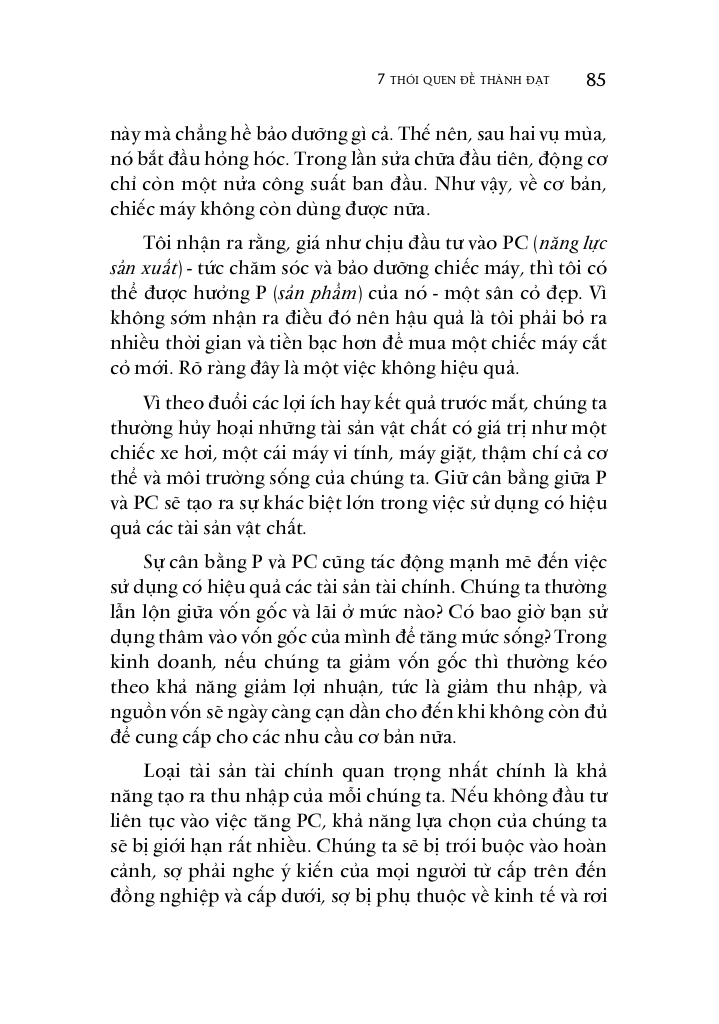 7 THÓI QUEN ĐỂ THÀNH ĐẠT 85
này mà chẳng hề bảo dưỡng gì cả. Thế nên, sau hai vụ mùa,
nó bắt đầu hỏng hóc. Trong lần sửa chữa đầu tiên, động cơ
chỉ còn một nửa công suất ban đầu. Như vậy, về cơ bản,
chiếc máy không còn dùng được nữa.
Tôi nhận ra rằng, giá như chịu đầu tư vào PC (năng lực
sản xuất) - tức chăm sóc và bảo dưỡng chiếc máy, thì tôi có
thể được hưởng P (sản phẩm) của nó - một sân cỏ đẹp. Vì
không sớm nhận ra điều đó nên hậu quả là tôi phải bỏ ra
nhiều thời gian và tiền bạc hơn để mua một chiếc máy cắt
cỏ mới. Rõ ràng đây là một việc không hiệu quả.
Vì theo đuổi các lợi ích hay kết quả trước mắt, chúng ta
thường hủy hoại những tài sản vật chất có giá trị như một
chiếc xe hơi, một cái máy vi tính, máy giặt, thậm chí cả cơ
thể và môi trường sống của chúng ta. Giữ cân bằng giữa P
và PC sẽ tạo ra sự khác biệt lớn trong việc sử dụng có hiệu
quả các tài sản vật chất.
Sự cân bằng P và PC cũng tác động mạnh mẽ đến việc
sử dụng có hiệu quả các tài sản tài chính. Chúng ta thường
lẫn lộn giữa vốn gốc và lãi ở mức nào? Có bao giờ bạn sử
dụng thâm vào vốn gốc của mình để tăng mức sống? Trong
kinh doanh, nếu chúng ta giảm vốn gốc thì thường kéo
theo khả năng giảm lợi nhuận, tức là giảm thu nhập, và
nguồn vốn sẽ ngày càng cạn dần cho đến khi không còn đủ
để cung cấp cho các nhu cầu cơ bản nữa.
Loại tài sản tài chính quan trọng nhất chính là khả
năng tạo ra thu nhập của mỗi chúng ta. Nếu không đầu tư
liên tục vào việc tăng PC, khả năng lựa chọn của chúng ta
sẽ bị giới hạn rất nhiều. Chúng ta sẽ bị trói buộc vào hoàn
cảnh, sợ phải nghe ý kiến của mọi người từ cấp trên đến
đồng nghiệp và cấp dưới, sợ bị phụ thuộc về kinh tế và rơi